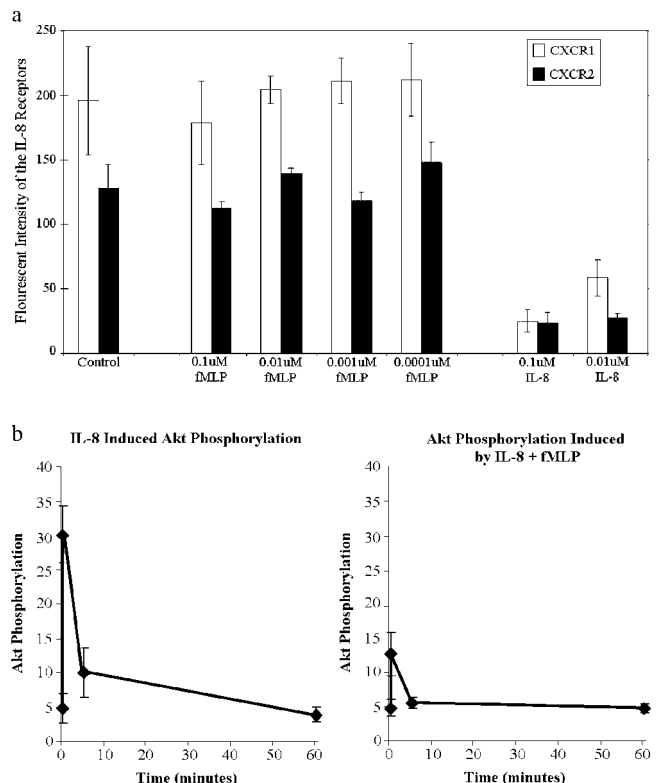 a
250
200
150
100
50
0
Flourescent Intensity of the IL-8 Receptors
CXCR1
CXCR2
Control
0.1uM fMLP
0.01uM fMLP
0.001uM fMLP
0.0001uM fMLP
0.1uM IL-8
0.01uM IL-8
b
IL-8 Induced Akt Phosphorylation
40
35
30
25
20
15
10
5
0
Akt Phosphorylation
0 10 20 30 40 50 60
Time (minutes)
Akt Phosphorylation Induced
by IL-8 + fMLP
40
35
30
25
20
15
10
5
0
Akt Phosphorylation
0 10 20 30 40 50 60
Time (minutes)